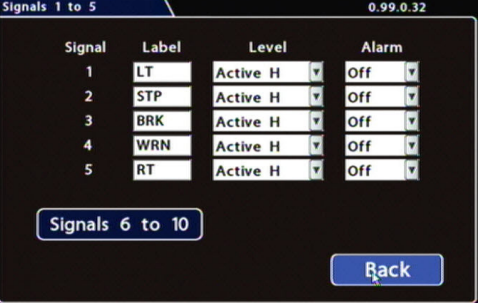 Signals 1 to 5 0.99.0.32
Signal Label Level Alarm
1 LT Active H Off
2 STP Active H Off
3 BRK Active H Off
4 WRN Active H Off
5 RT Active H Off
Signals 6 to 10
Back